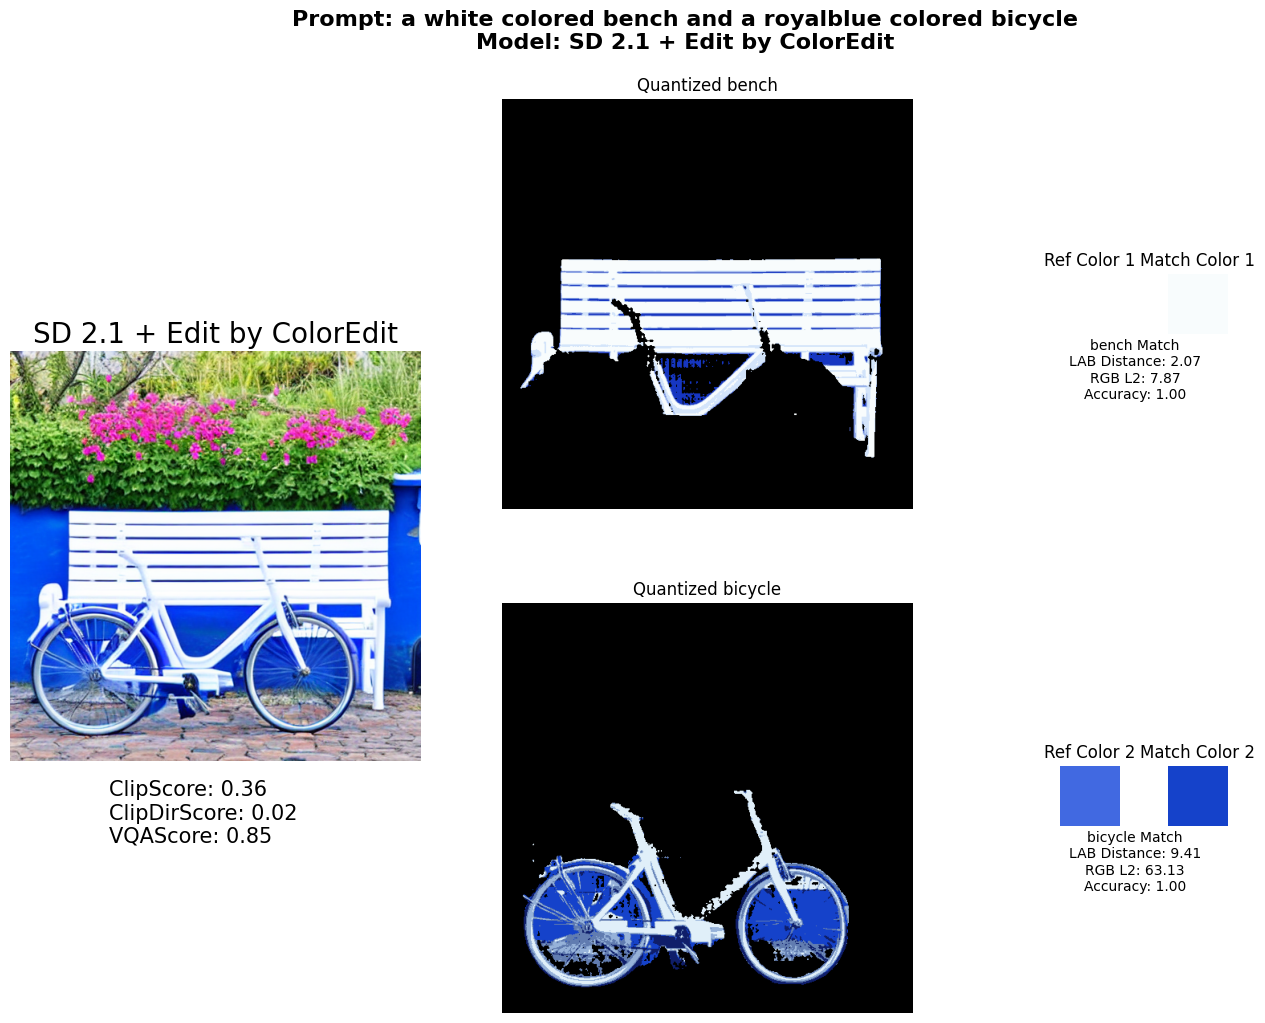 Prompt: a white colored bench and a royalblue colored bicycle
Model: SD 2.1 + Edit by ColorEdit
Quantized bench
SD 2.1 + Edit by ColorEdit
ClipScore: 0.36
ClipDirScore: 0.02
VQAScore: 0.85
Ref Color 1 Match Color 1
bench Match
LAB Distance: 2.07
RGB L2: 7.87
Accuracy: 1.00
Quantized bicycle
Ref Color 2 Match Color 2
bicycle Match
LAB Distance: 9.41
RGB L2: 63.13
Accuracy: 1.00